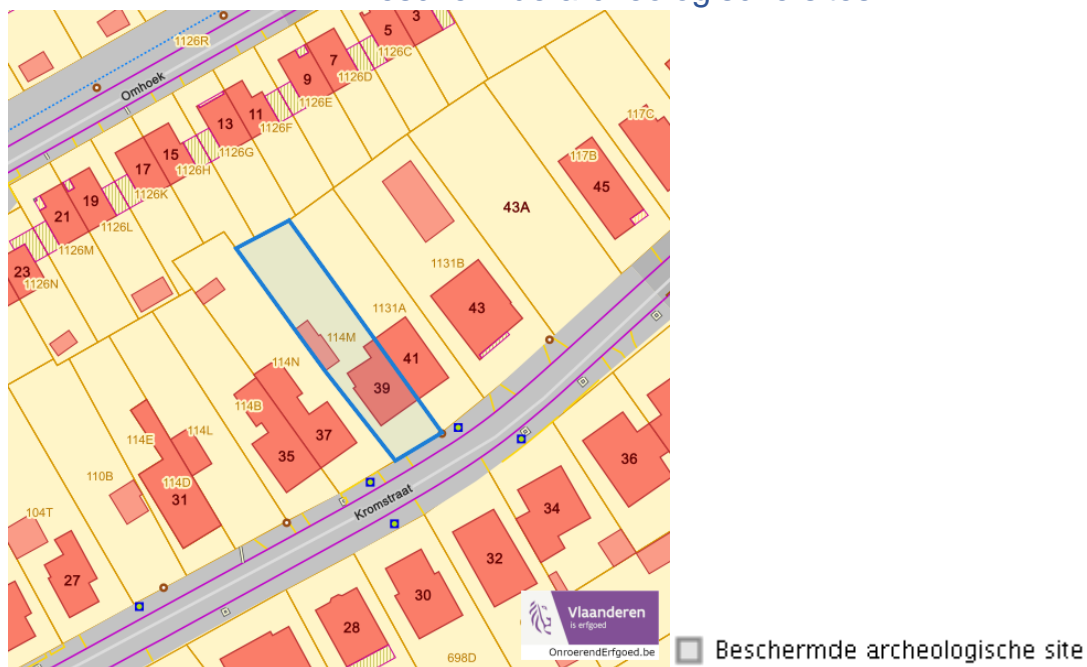 1126R
3
5
1126C
Omhoek
7
9
1126D
1126E
11
13
1126F
1126G
117C
15
17
1126H
1126K
117B
45
19
21
1126L
1126M
43A
23
1126N
1131B
43
1131A
114M
41
39
114N
114B
37
35
114L
114E
36
110B
114D
31
Kromstraat
34
104T
32
27
30
28
698D
Vlaanderen
is erfgoed
OnroerendErfgoed.be
Beschermde archeologische site